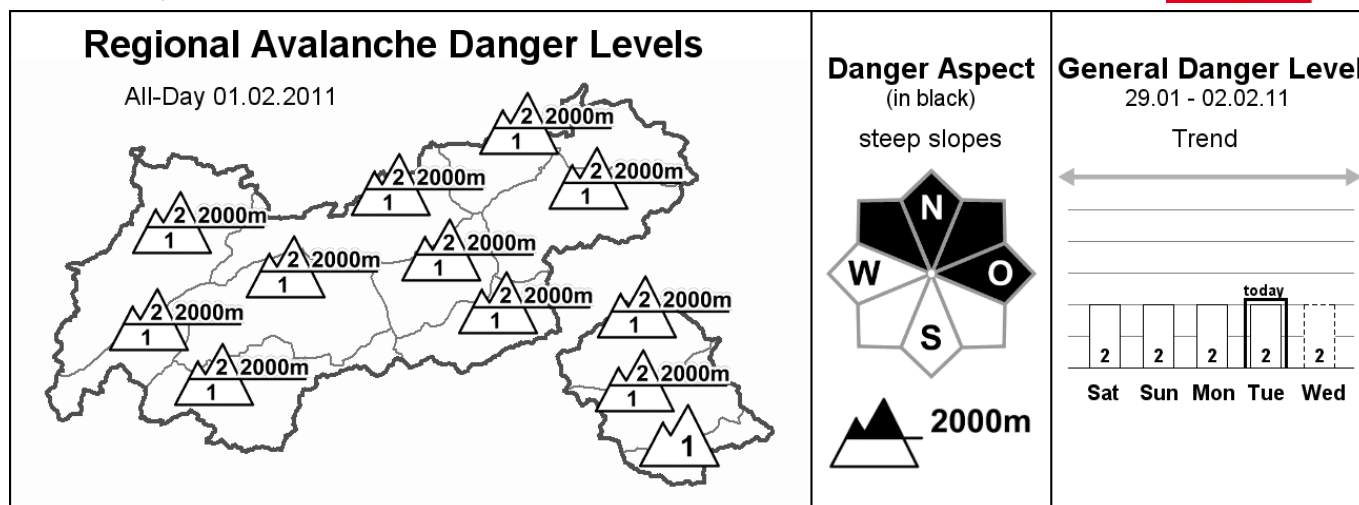 Regional Avalanche Danger Levels
All-Day 01.02.2011
2 2000m
1
2 2000m
1
2 2000m
1
2 2000m
1
2 2000m
1
2 2000m
1
2 2000m
1
2 2000m
1
2 2000m
1
2 2000m
1
2 2000m
1
1
Danger Aspect
(in black)
steep slopes
N
W O
S
2000m
General Danger Level
29.01 - 02.02.11
Trend
today
2 2 2 2 2
Sat Sun Mon Tue Wed